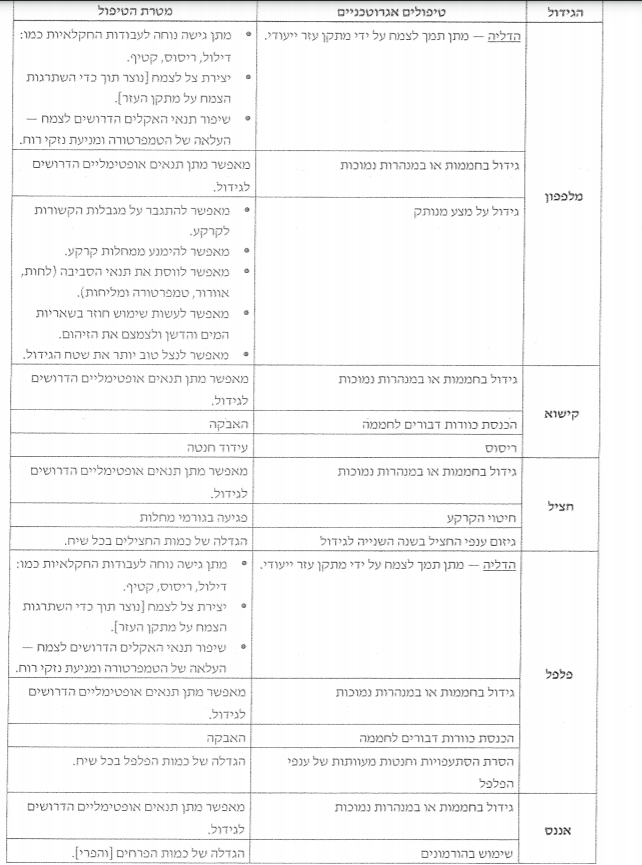 הגידול טיפולים אגרוטכניים מטרת הטיפול
מלפפון
הדליה — מתן תמך לצמח על ידי מתקן עזר ייעודי.
• מתן גישה נוחה לעבודות החקלאיות כמו:
דילול, ריסוס, קטיף.
• יצירת צל לצמח [נוצר תוך כדי השתרגות
הצמח על מתקן העזר].
• שיפור תנאי האקלים הדרושים לצמח —
העלאה של הטמפרטורה ומניעת נזקי רוח.
גידול בחממות או במנהרות נמוכות
מאפשר מתן תנאים אופטימליים הדרושים
לגידול.
גידול על מצע מנותק
• מאפשר להתגבר על מגבלות הקשורות
לקרקע.
• מאפשר להימנע ממחלות קרקע.
• מאפשר לווסת את תנאי הסביבה (לחות,
אוורור, טמפרטורה ומליחות).
• מאפשר לעשות שימוש חוזר בשאריות
המים והדשן ולצמצם את הזיהום.
• מאפשר לנצל טוב יותר את שטח הגידול.
קישוא
גידול בחממות או במנהרות נמוכות
מאפשר מתן תנאים אופטימליים הדרושים
לגידול.
הכנסת כוורות דבורים לחממה
האבקה
ריסוס
עידוד חנטה
חציל
גידול בחממות או במנהרות נמוכות
מאפשר מתן תנאים אופטימליים הדרושים
לגידול.
חיטוי הקרקע
פגיעה בגורמי מחלות
גיזום ענפי החציל בשנה השנייה לגידול
הגדלה של כמות החצילים בכל שיח.
פלפל
הדליה — מתן תמך לצמח על ידי מתקן עזר ייעודי.
• מתן גישה נוחה לעבודות החקלאיות כמו:
דילול, ריסוס, קטיף.
• יצירת צל לצמח [נוצר תוך כדי השתרגות
הצמח על מתקן העזר].
• שיפור תנאי האקלים הדרושים לצמח —
העלאה של הטמפרטורה ומניעת נזקי רוח.
גידול בחממות או במנהרות נמוכות
מאפשר מתן תנאים אופטימליים הדרושים
לגידול.
הכנסת כוורות דבורים לחממה
האבקה
הסרת הסתעפויות וחנטות מעוותות של ענפי
הפלפל
הגדלה של כמות הפלפל בכל שיח.
אננס
גידול בחממות או במנהרות נמוכות
מאפשר מתן תנאים אופטימליים הדרושים
לגידול.
שימוש בהורמונים
הגדלה של כמות הפרחים [והפרי].